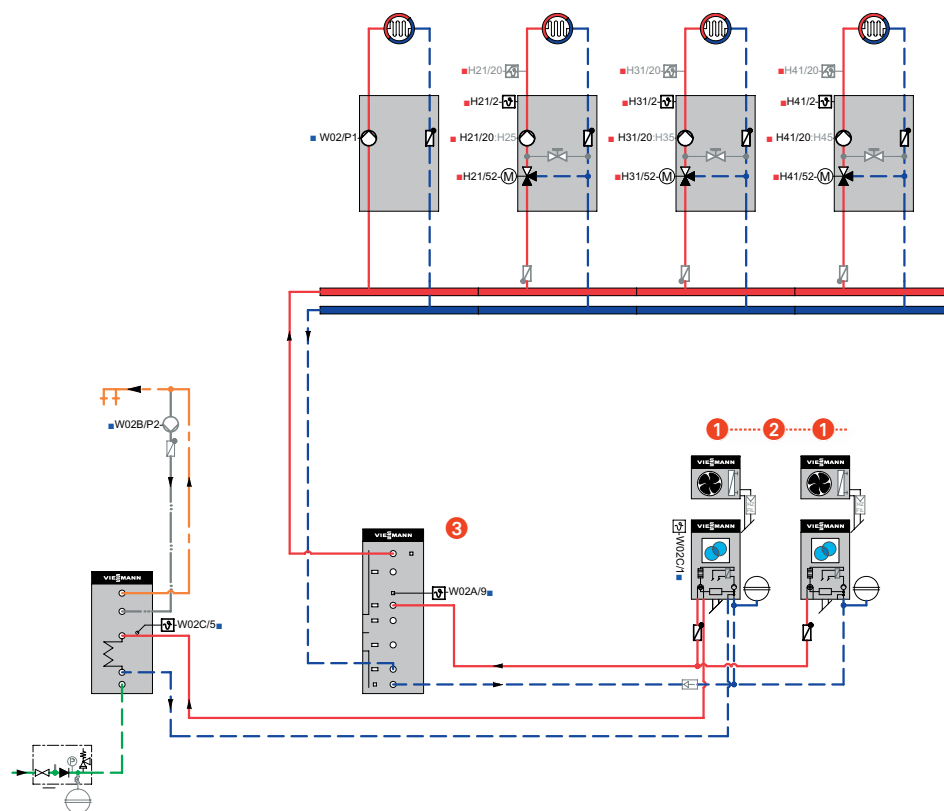 H21/20
H31/20
H41/20
H21/2
H31/2
H41/2
W02/P1
H21/20:H25
H31/20:H35
H41/20:H45
H21/52 M
H31/52 M
H41/52 M
W02B/P2
1 2 1
VIESMANN
VIESMANN
VIESMANN
3
W02C/1
VIESMANN
VIESMANN
W02A/9
VIESMANN
W02C/5
P